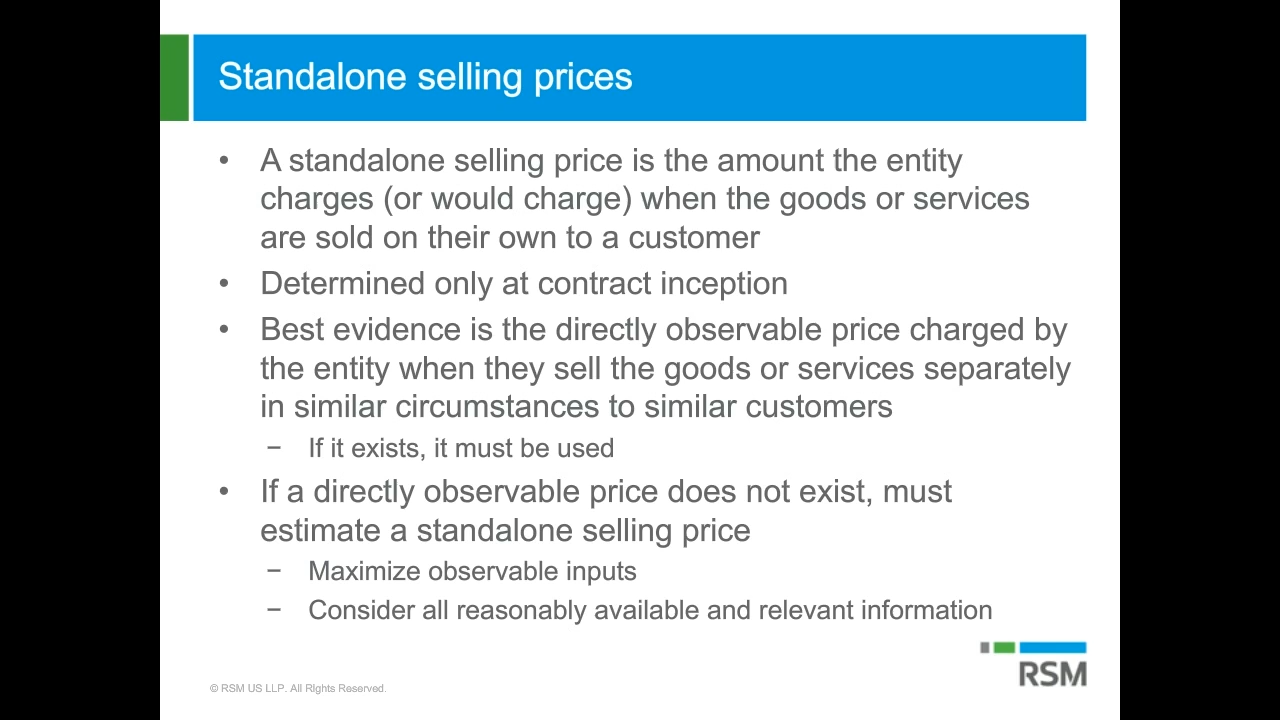 Standalone selling prices
• A standalone selling price is the amount the entity
charges (or would charge) when the goods or services
are sold on their own to a customer
• Determined only at contract inception
• Best evidence is the directly observable price charged by
the entity when they sell the goods or services separately
in similar circumstances to similar customers
− If it exists, it must be used
• If a directly observable price does not exist, must
estimate a standalone selling price
− Maximize observable inputs
− Consider all reasonably available and relevant information
RSM
© RSM US LLP. All Rights Reserved.